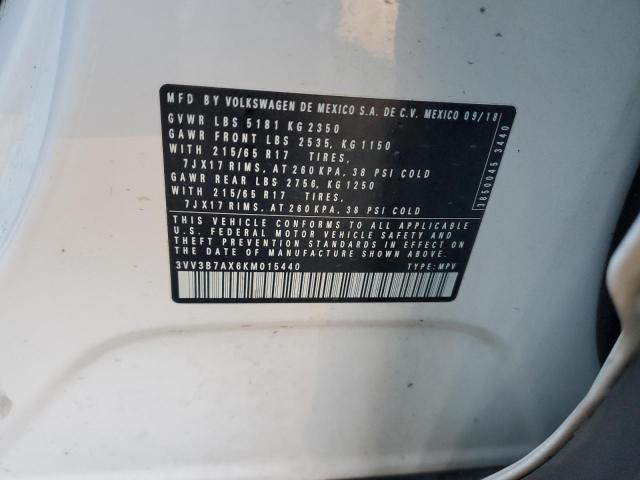 MFD BY VOLKSWAGEN DE MEXICO S.A. DE C.V. MEXICO 09/18
GVWR LBS 5181 KG 2350
GAWR FRONT LBS 2535, KG 1150
WITH 215/65 R17 TIRES,
7JX17 RIMS, AT 260 KPA, 38 PSI COLD
GAWR REAR LBS 2756, KG 1250
WITH 215/65 R17 TIRES,
7JX17 RIMS, AT 260 KPA, 38 PSI COLD
THIS VEHICLE CONFORMS TO ALL APPLICABLE
U.S. FEDERAL MOTOR VEHICLE SAFETY AND
THEFT PREVENTION STANDARDS IN EFFECT ON
THE DATE OF MANUFACTURE SHOWN ABOVE.
3VV3B7AX6KM015440 TYPE: MPV
3850045 3440